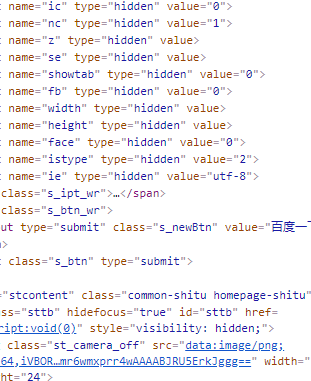 name="ic" type="hidden" value="0">
name="nc" type="hidden" value="1">
name="z" type="hidden" value>
name="se" type="hidden" value>
name="showtab" type="hidden" value="0">
name="fb" type="hidden" value="0">
name="width" type="hidden" value>
name="height" type="hidden" value>
name="face" type="hidden" value="0">
name="istype" type="hidden" value="2">
name="ie" type="hidden" value="utf-8">
class="s_ipt_wr">…</span>
class="s_btn_wr">
ut type="submit" class="s_newBtn" value="百度一
n>
class="s_btn" type="submit">
="stcontent" class="common-shitu homepage-shitu"
ass="sttb" hidefocus="true" id="sttb" href=
ript:void(0)" style="visibility: hidden;">
class="st_camera_off" src="data:image/png;
64,iVBOR…mr6wmxprr4wAAAABJRU5ErkJggg==" width="
ht="24">